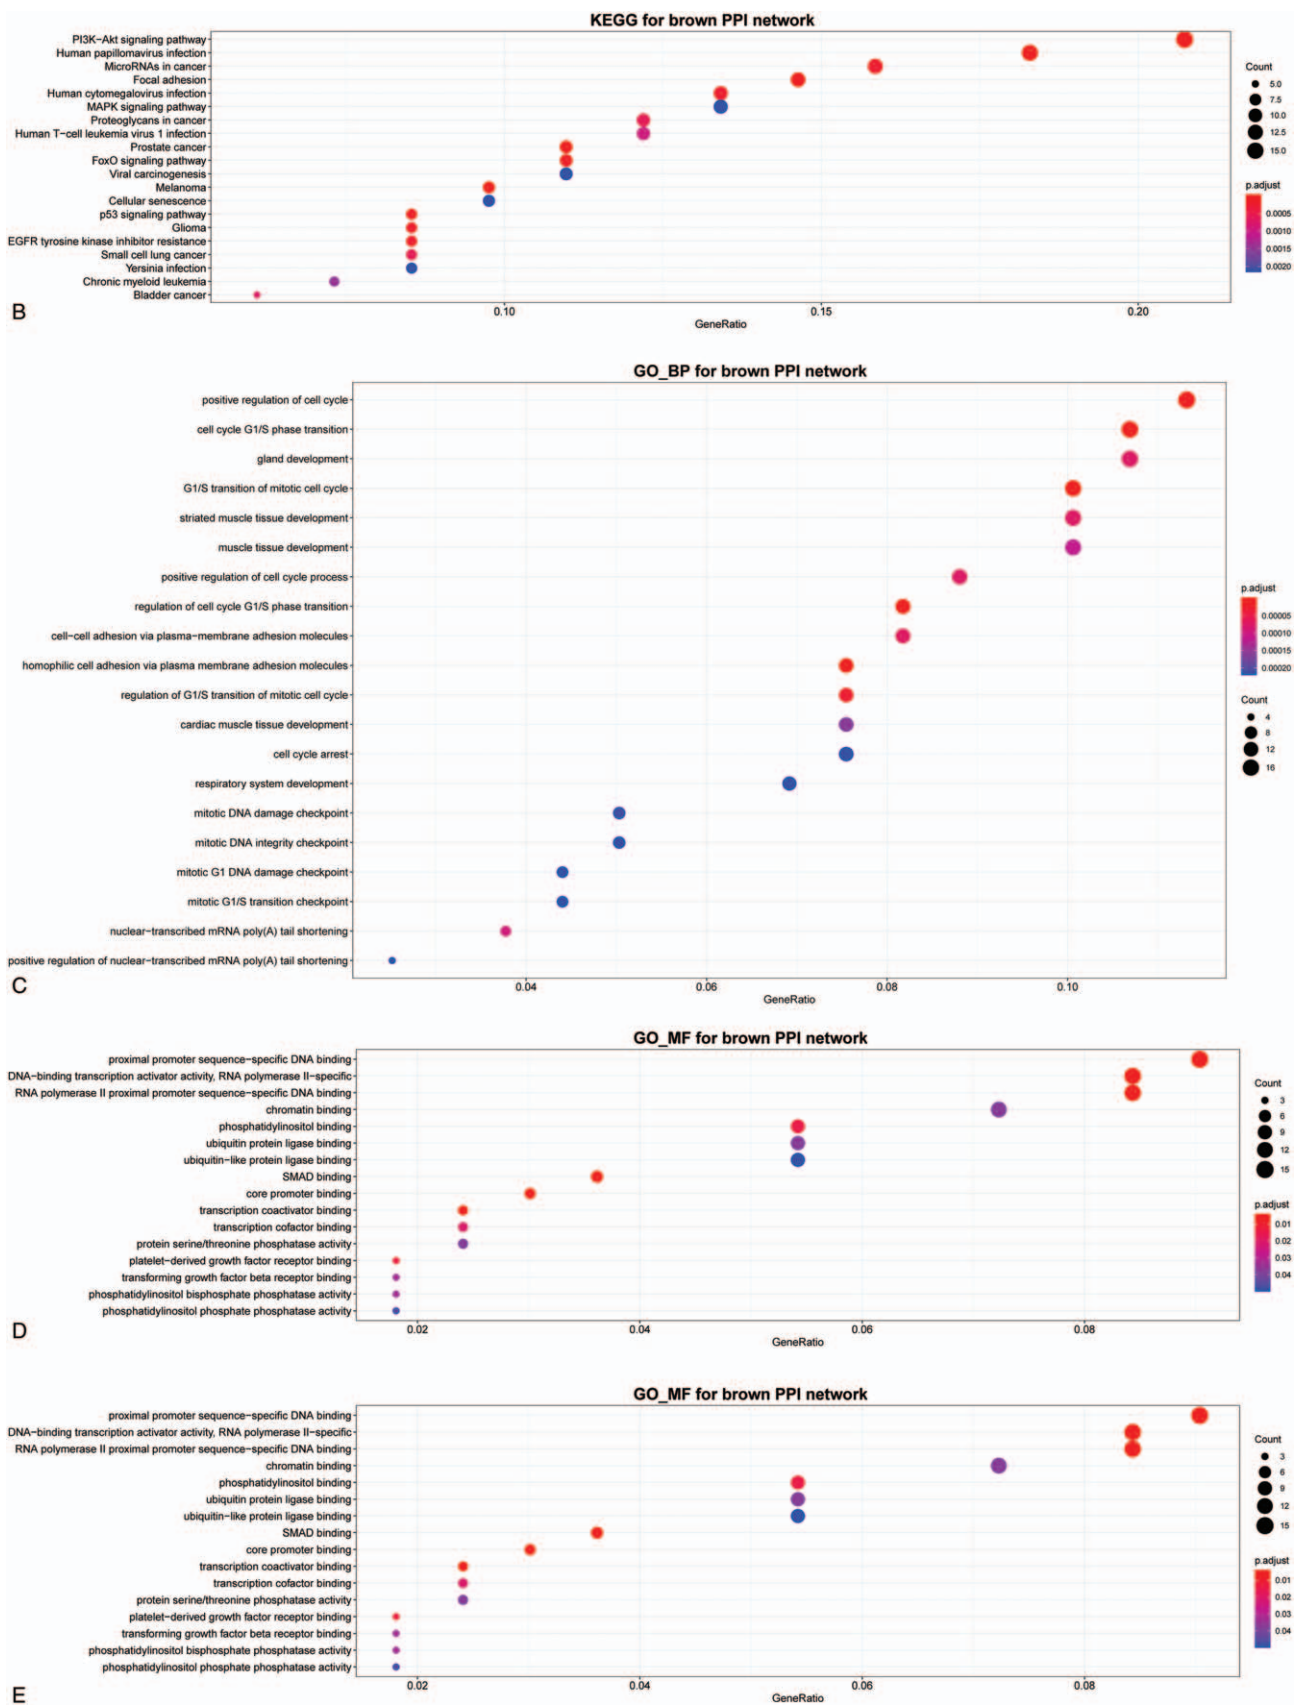 KEGG for brown PPI network
PI3K−Akt signaling pathway
Human papillomavirus infection
MicroRNAs in cancer
Focal adhesion
Human cytomegalovirus infection
MAPK signaling pathway
Proteoglycans in cancer
Human T−cell leukemia virus 1 infection
Prostate cancer
FoxO signaling pathway
Viral carcinogenesis
Melanoma
Cellular senescence
p53 signaling pathway
Glioma
EGFR tyrosine kinase inhibitor resistance
Small cell lung cancer
Yersinia infection
Chronic myeloid leukemia
Bladder cancer
0.10 0.15 0.20
GeneRatio
Count
5.0
7.5
10.0
12.5
15.0
p.adjust
0.0005
0.0010
0.0015
0.0020
B
GO_BP for brown PPI network
positive regulation of cell cycle
cell cycle G1/S phase transition
gland development
G1/S transition of mitotic cell cycle
striated muscle tissue development
muscle tissue development
positive regulation of cell cycle process
regulation of cell cycle G1/S phase transition
cell−cell adhesion via plasma−membrane adhesion molecules
homophilic cell adhesion via plasma membrane adhesion molecules
regulation of G1/S transition of mitotic cell cycle
cardiac muscle tissue development
cell cycle arrest
respiratory system development
mitotic DNA damage checkpoint
mitotic DNA integrity checkpoint
mitotic G1 DNA damage checkpoint
mitotic G1/S transition checkpoint
nuclear−transcribed mRNA poly(A) tail shortening
positive regulation of nuclear−transcribed mRNA poly(A) tail shortening
0.04 0.06 0.08 0.10
GeneRatio
p.adjust
0.00005
0.00010
0.00015
0.00020
Count
4
8
12
16
C
GO_MF for brown PPI network
proximal promoter sequence−specific DNA binding
DNA−binding transcription activator activity, RNA polymerase II−specific
RNA polymerase II proximal promoter sequence−specific DNA binding
chromatin binding
phosphatidylinositol binding
ubiquitin protein ligase binding
ubiquitin−like protein ligase binding
SMAD binding
core promoter binding
transcription coactivator binding
transcription cofactor binding
protein serine/threonine phosphatase activity
platelet−derived growth factor receptor binding
transforming growth factor beta receptor binding
phosphatidylinositol bisphosphate phosphatase activity
phosphatidylinositol phosphate phosphatase activity
0.02 0.04 0.06 0.08
GeneRatio
Count
3
6
9
12
15
p.adjust
0.01
0.02
0.03
0.04
D
GO_MF for brown PPI network
proximal promoter sequence−specific DNA binding
DNA−binding transcription activator activity, RNA polymerase II−specific
RNA polymerase II proximal promoter sequence−specific DNA binding
chromatin binding
phosphatidylinositol binding
ubiquitin protein ligase binding
ubiquitin−like protein ligase binding
SMAD binding
core promoter binding
transcription coactivator binding
transcription cofactor binding
protein serine/threonine phosphatase activity
platelet−derived growth factor receptor binding
transforming growth factor beta receptor binding
phosphatidylinositol bisphosphate phosphatase activity
phosphatidylinositol phosphate phosphatase activity
0.02 0.04 0.06 0.08
GeneRatio
Count
3
6
9
12
15
p.adjust
0.01
0.02
0.03
0.04
E